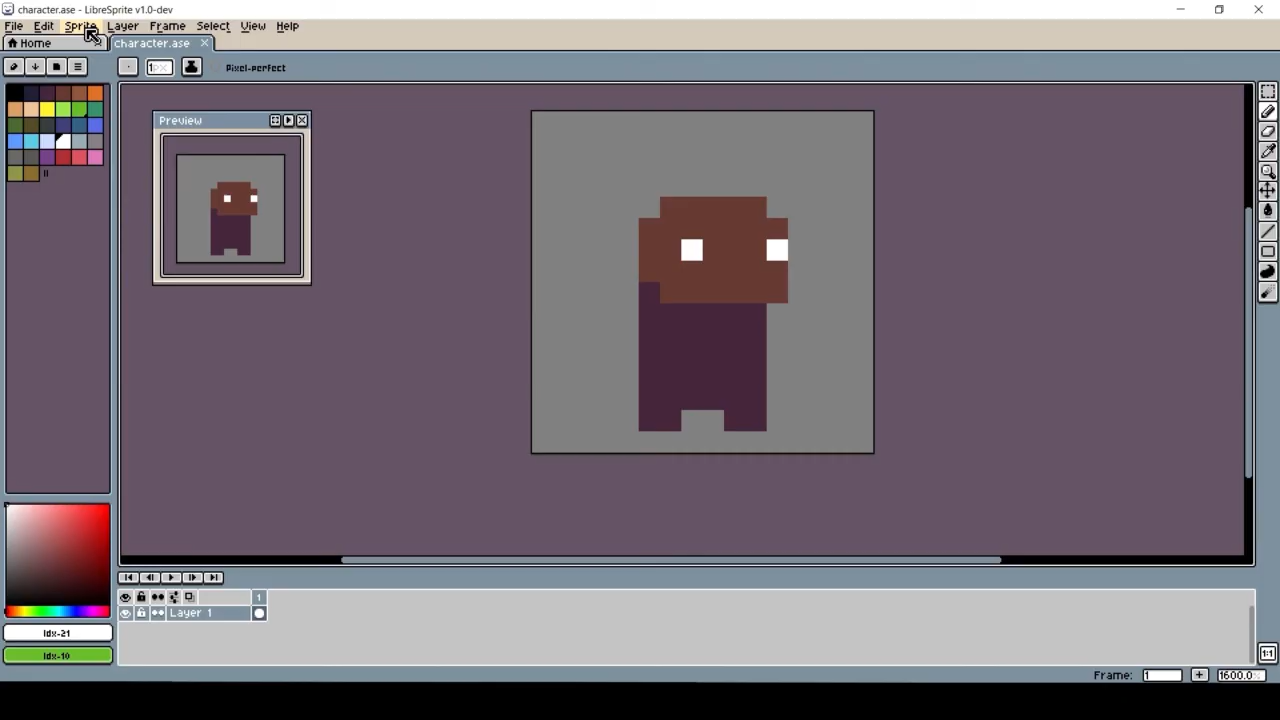 character.ase - LibreSprite v1.0-dev
File Edit Sprite Layer Frame Select View Help
Home character.ase
1px Pixel-perfect
Preview
1
Layer 1
Idx-21
Idx-10
1:1
Frame: 1 + 1600.0